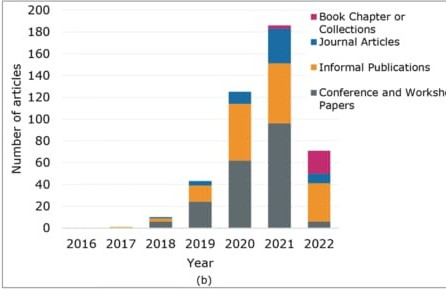 200
180
160
140
120
100
80
60
40
20
0
Number of articles
2016 2017 2018 2019 2020 2021 2022
Year
(b)
Book Chapter or
Collections
Journal Articles
Informal Publications
Conference and Worksh
Papers